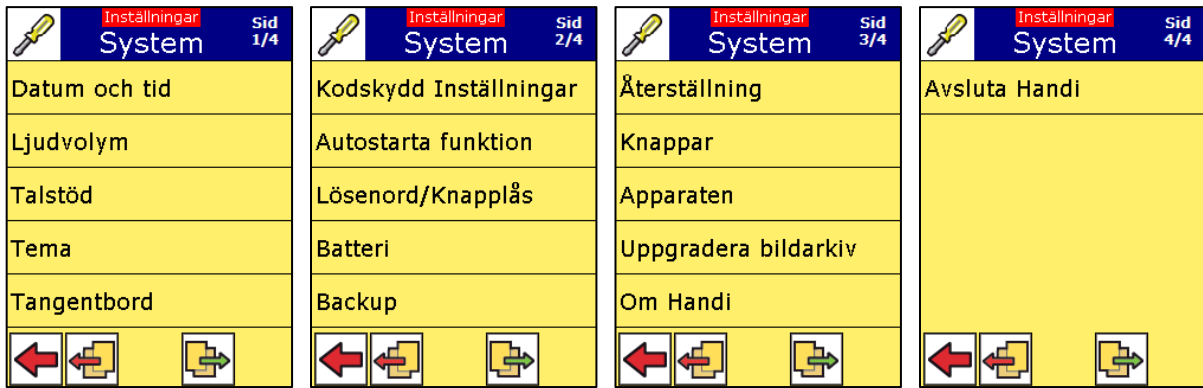 Inställningar
System
Sid
1/4
Datum och tid
Ljudvolym
Talstöd
Tema
Tangentbord
Inställningar
System
Sid
2/4
Kodskydd Inställningar
Autostarta funktion
Lösenord/Knapplås
Batteri
Backup
Inställningar
System
Sid
3/4
Återställning
Knappar
Apparaten
Uppgradera bildarkiv
Om Handi
Inställningar
System
Sid
4/4
Avsluta Handi